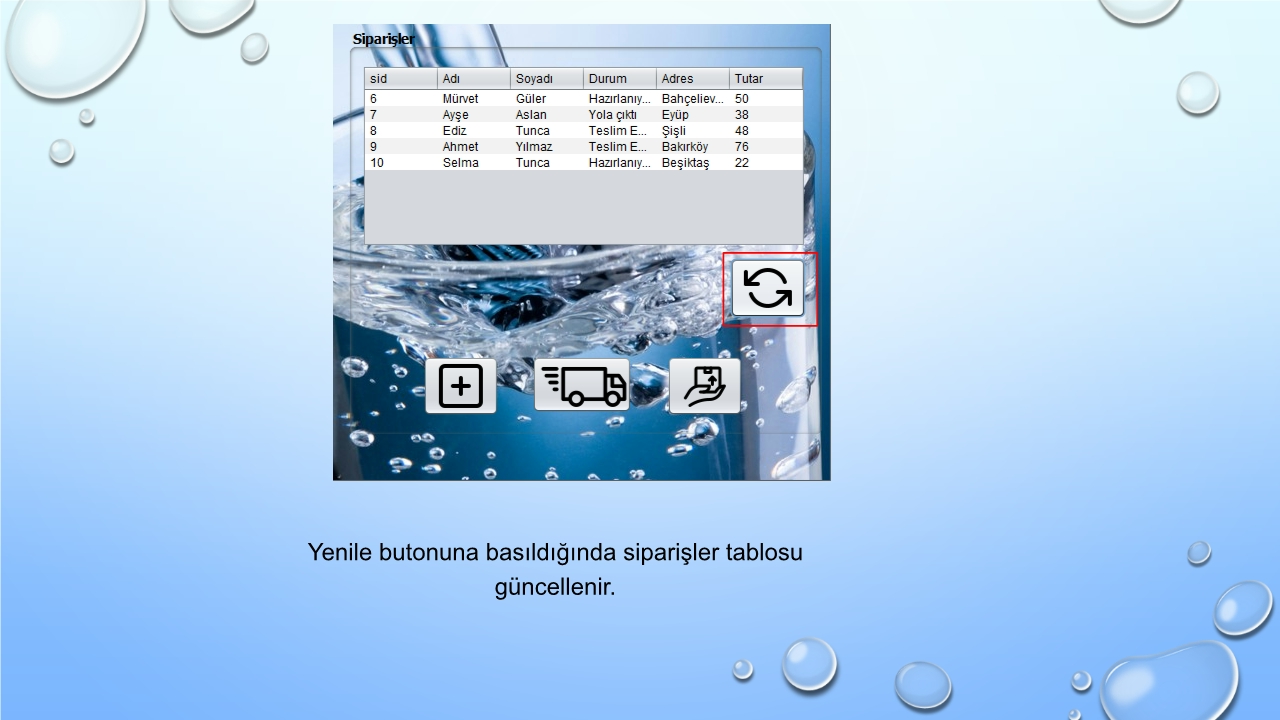 Siparişler
sid Adı Soyadı Durum Adres Tutar
6 Mürvet Güler Hazırlanıy... Bahçeliev... 50
7 Ayşe Aslan Yola çıktı Eyüp 38
8 Ediz Tunca Teslim E... Şişli 48
9 Ahmet Yılmaz Teslim E... Bakırköy 76
10 Selma Tunca Hazırlanıy... Beşiktaş 22
Yenile butonuna basıldığında siparişler tablosu
güncellenir.